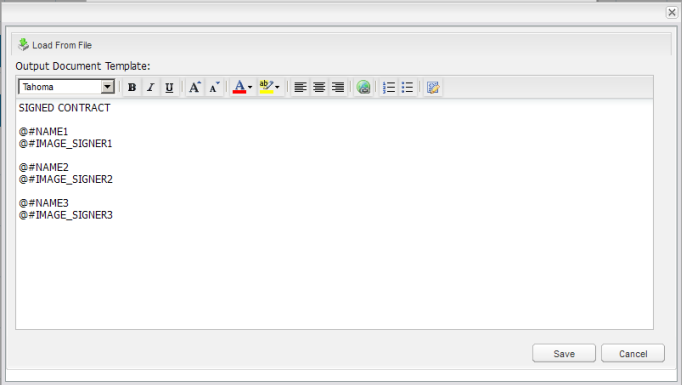 Load From File
Output Document Template:
Tahoma B I U A A A ab
SIGNED CONTRACT
@#NAME1
@#IMAGE_SIGNER1
@#NAME2
@#IMAGE_SIGNER2
@#NAME3
@#IMAGE_SIGNER3
Save Cancel